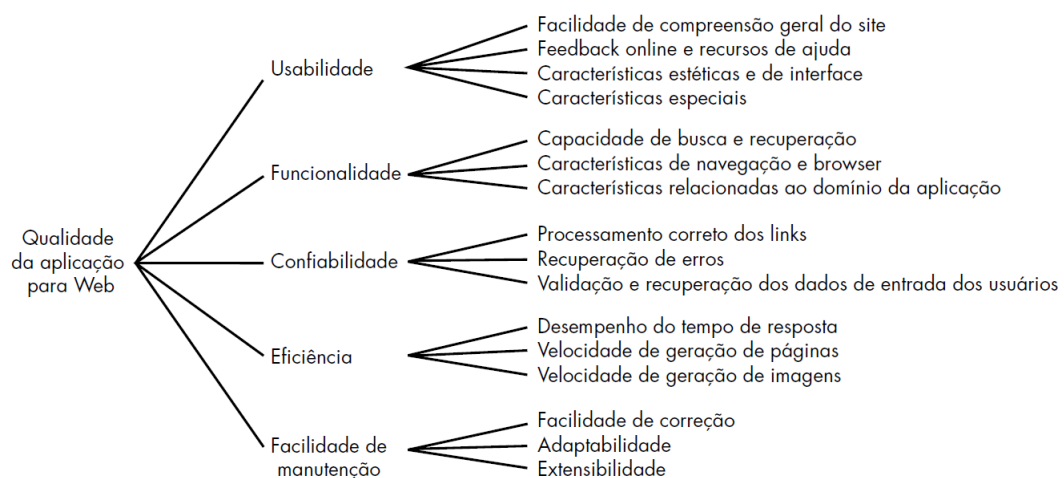 Qualidade
da aplicação
para Web
Usabilidade
Facilidade de compreensão geral do site
Feedback online e recursos de ajuda
Características estéticas e de interface
Características especiais
Funcionalidade
Capacidade de busca e recuperação
Características de navegação e browser
Características relacionadas ao domínio da aplicação
Confiabilidade
Processamento correto dos links
Recuperação de erros
Validação e recuperação dos dados de entrada dos usuários
Eficiência
Desempenho do tempo de resposta
Velocidade de geração de páginas
Velocidade de geração de imagens
Facilidade de
manutenção
Facilidade de correção
Adaptabilidade
Extensibilidade